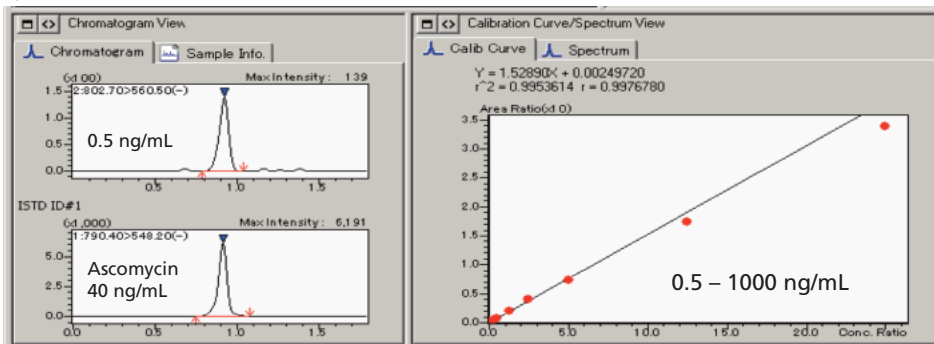 Chromatogram View
Chromatogram Sample Info.
(x1 00) Max Intensity : 139
2:802.70>560.50(-)
1.5
1.0
0.5
0.0
0.5 ng/mL
0.5 1.0 1.5
ISTD ID#1
(x1 ,000) Max Intensity : 6,191
1:790.40>548.20(-)
5.0
2.5
0.0
Ascomycin
40 ng/mL
0.0 0.5 1.0 1.5
Calibration Curve/Spectrum View
Calib Curve Spectrum
Y = 1.52890X + 0.00249720
r^2 = 0.9953614 r = 0.9976780
Area Ratio(x1 0)
3.5
3.0
2.5
2.0
1.5
1.0
0.5
0.0
0.5 – 1000 ng/mL
0.0 5.0 10.0 15.0 20.0 Conc. Ratio